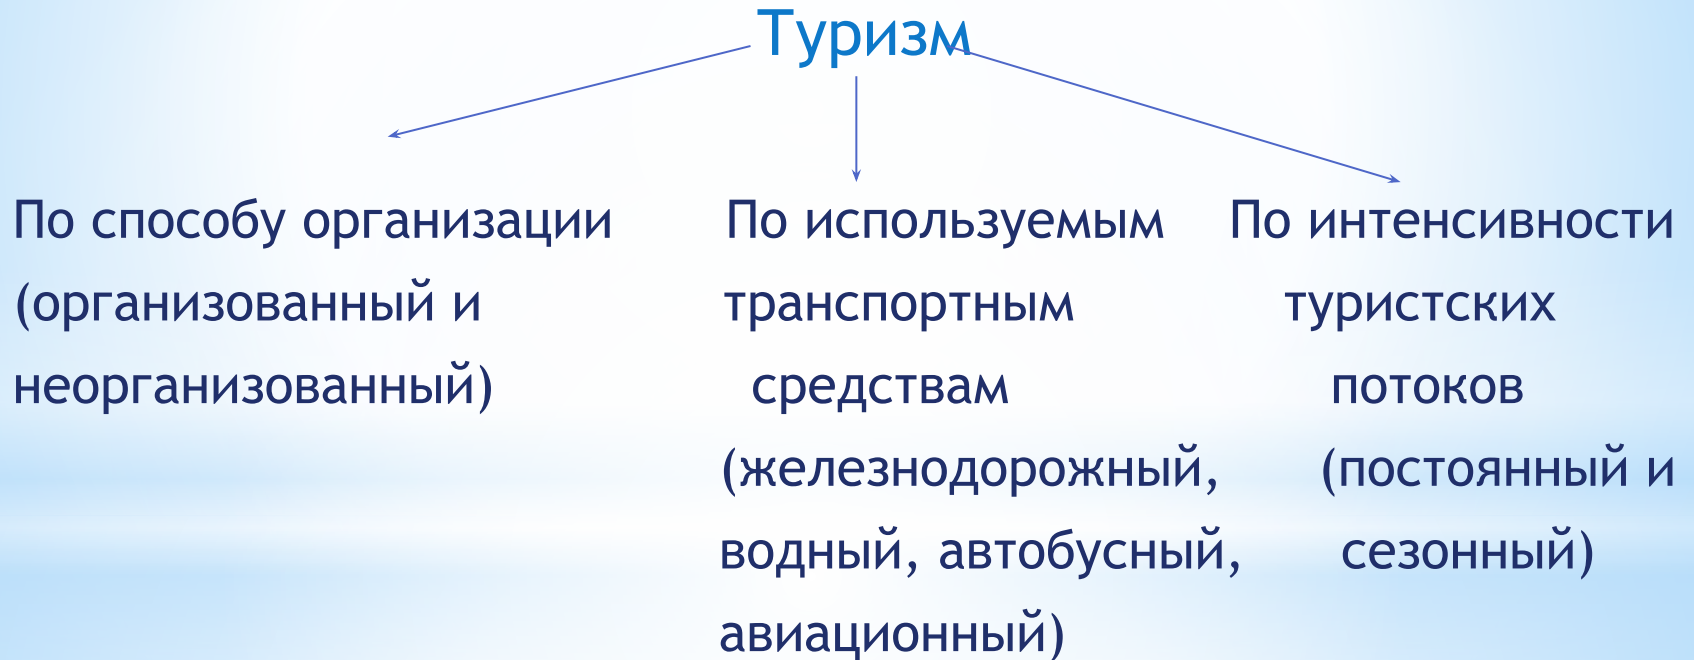 Туризм
По способу организации
(организованный и
неорганизованный)
По используемым
транспортным
средствам
(железнодорожный,
водный, автобусный,
авиационный)
По интенсивности
туристских
потоков
(постоянный и
сезонный)